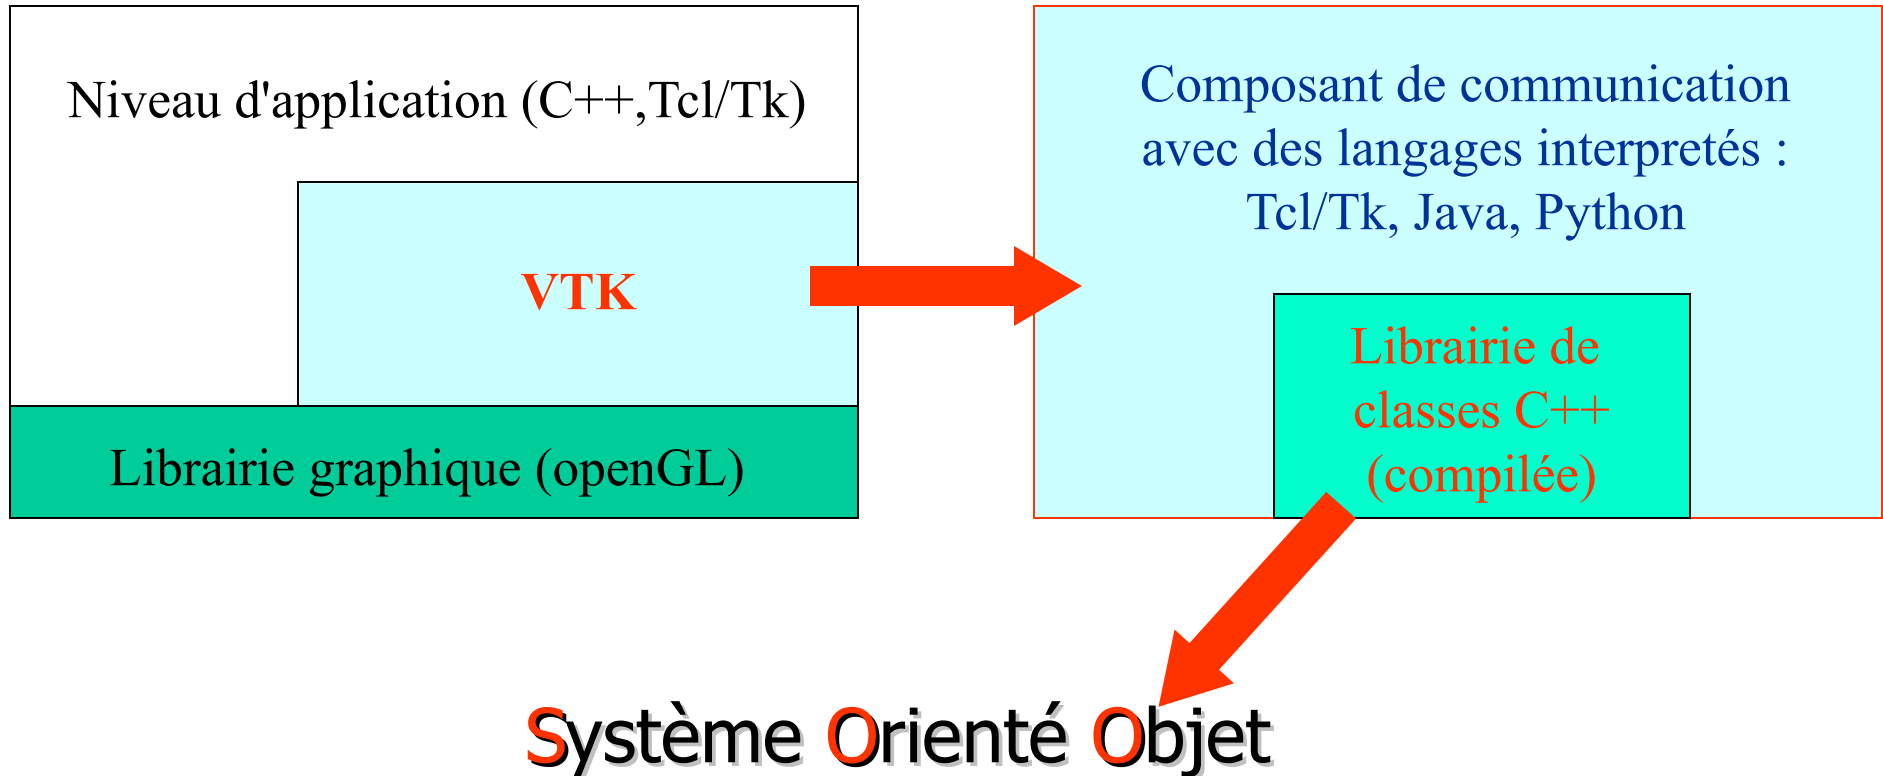 Niveau d'application (C++,Tcl/Tk)
VTK
Librairie graphique (openGL)
Composant de communication
avec des langages interpretés :
Tcl/Tk, Java, Python
Librairie de
classes C++
(compilée)
Système Orienté Objet